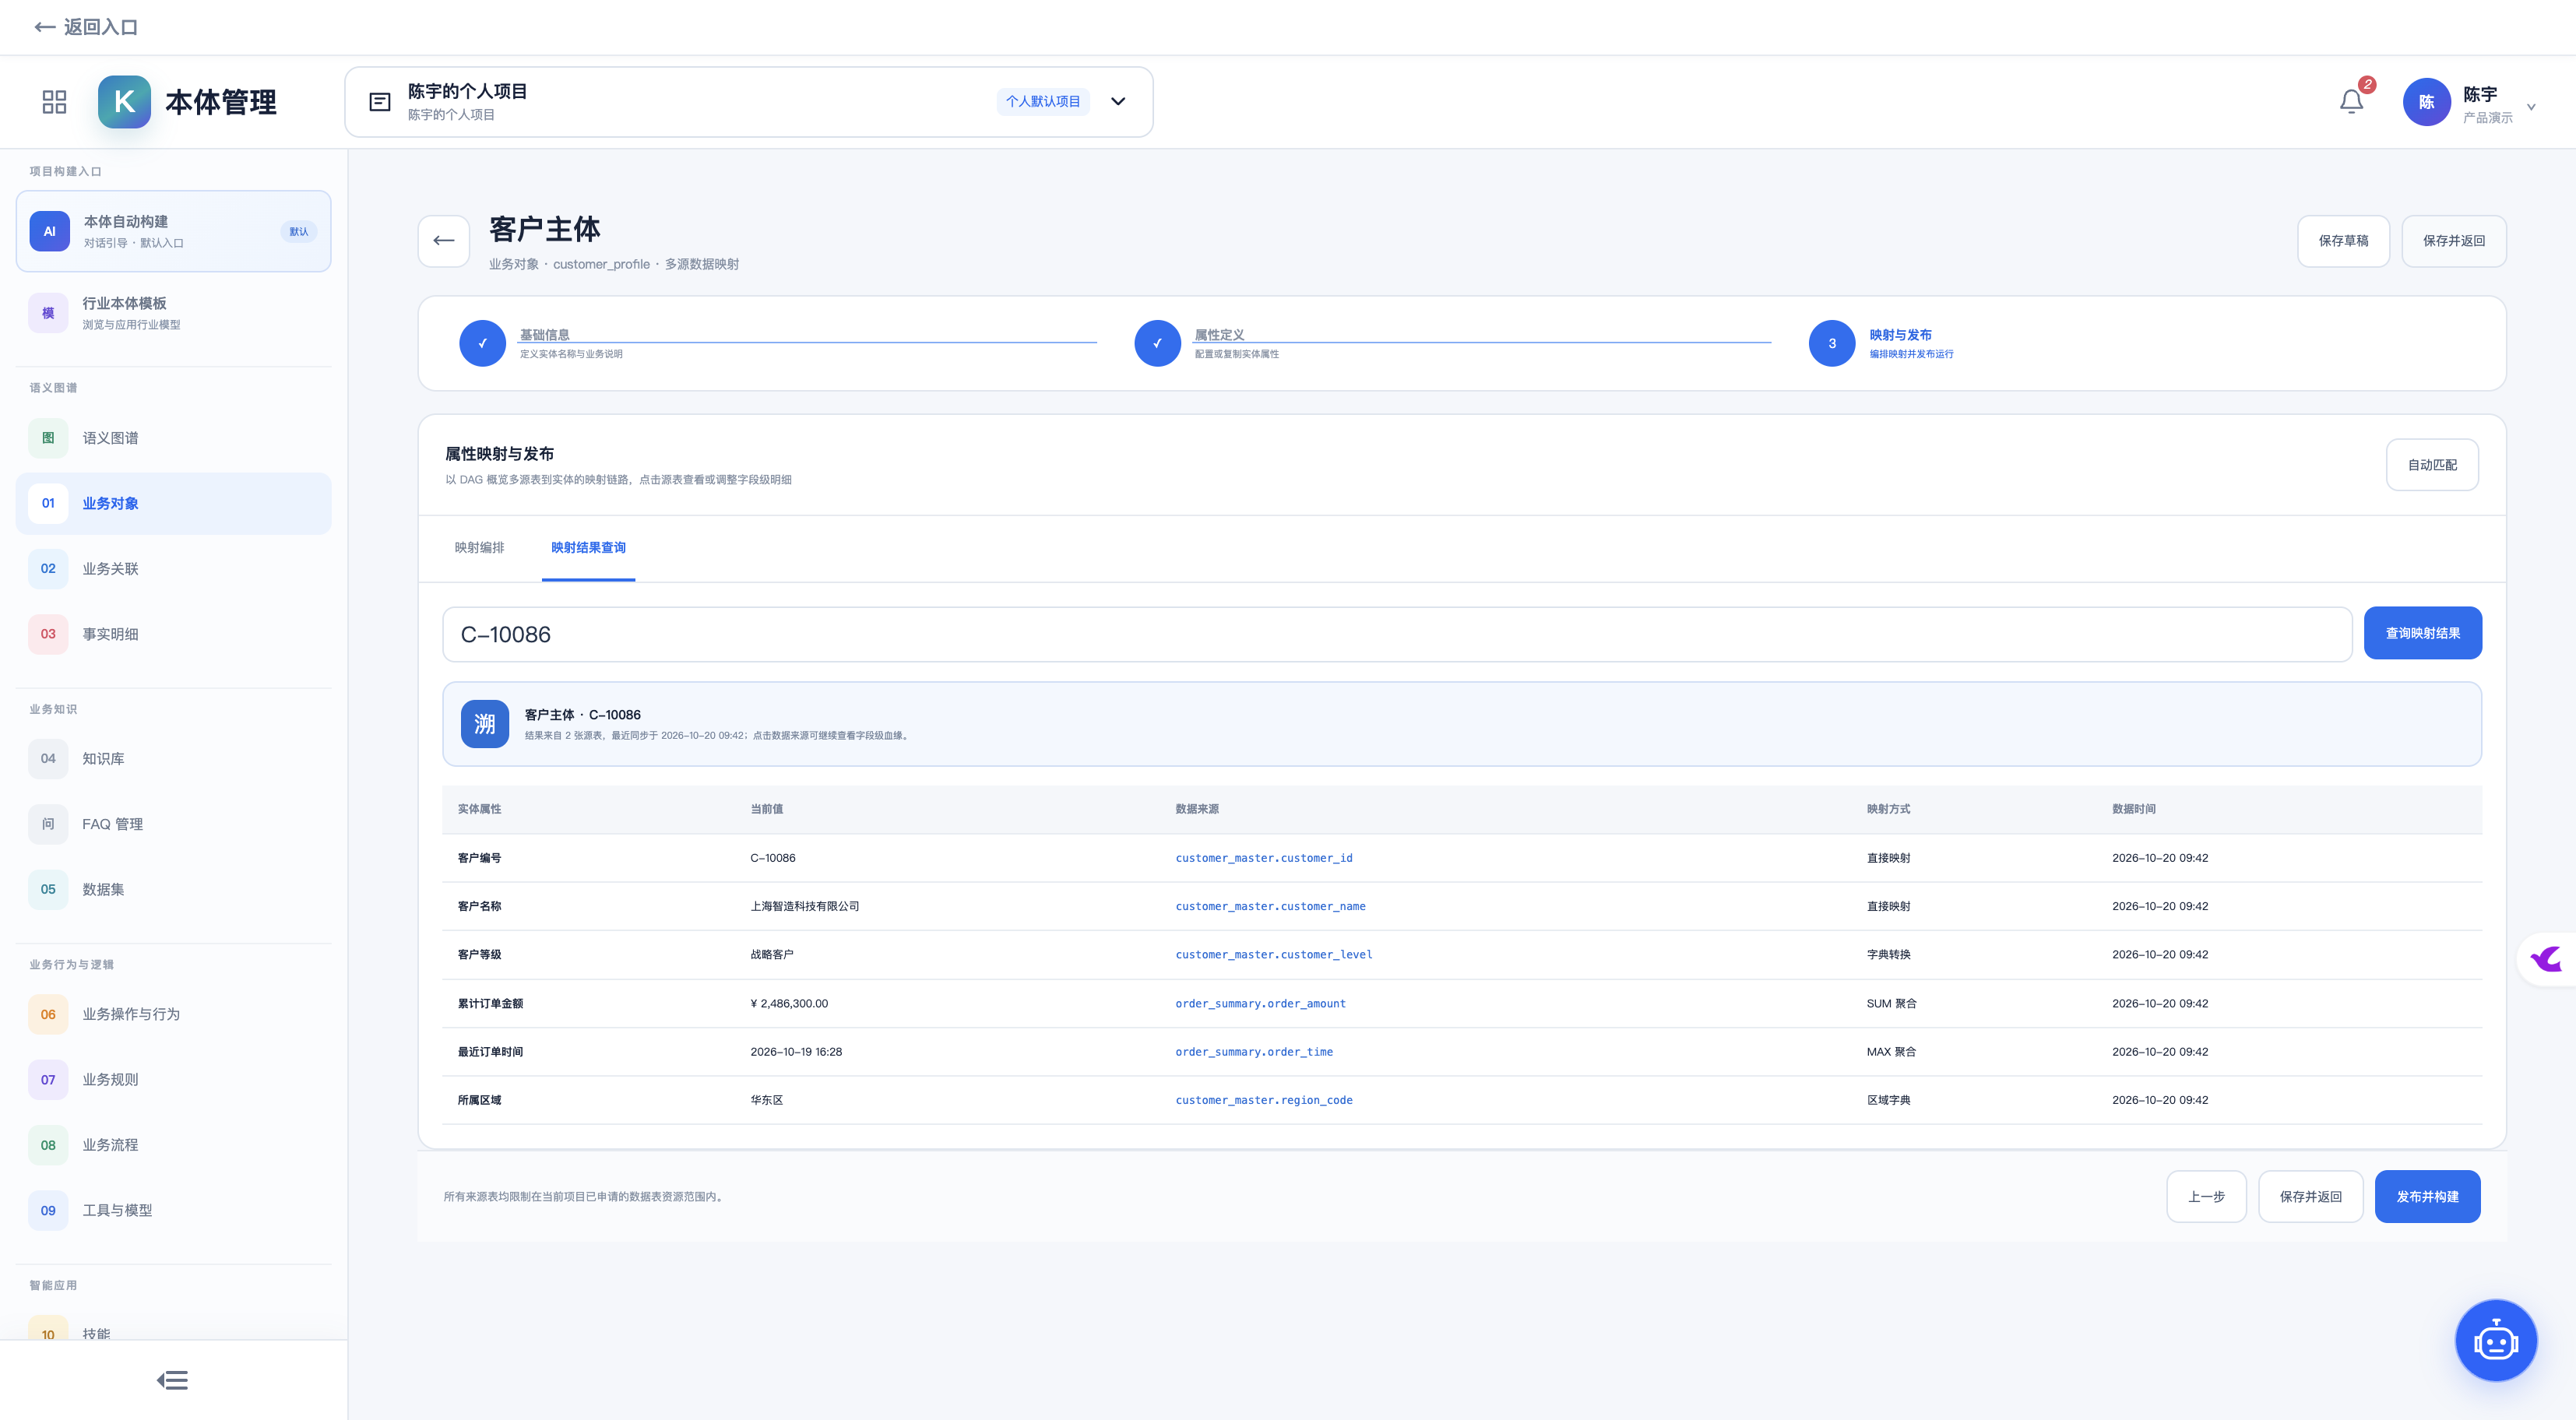 ← 返回入口
K 本体管理
陈宇的个人项目
陈宇的个人项目
个人默认项目
2
陈
陈宇
产品演示
项目构建入口
AI
本体自动构建
对话引导 · 默认入口
默认
模
行业本体模板
浏览与应用行业模型
语义图谱
图 语义图谱
01 业务对象
02 业务关联
03 事实明细
业务知识
04 知识库
问 FAQ 管理
05 数据集
业务行为与逻辑
06 业务操作与行为
07 业务规则
08 业务流程
09 工具与模型
智能应用
10 技能
←
客户主体
业务对象 · customer_profile · 多源数据映射
保存草稿
保存并返回
✓
基础信息
定义实体名称与业务说明
✓
属性定义
配置或复制实体属性
3
映射与发布
编排映射并发布运行
属性映射与发布
以 DAG 概览多源表到实体的映射链路，点击源表查看或调整字段级明细
自动匹配
映射编排 映射结果查询
C-10086
查询映射结果
溯
客户主体 · C-10086
结果来自 2 张源表，最近同步于 2026-10-20 09:42；点击数据来源可继续查看字段级血缘。
实体属性 当前值 数据来源 映射方式 数据时间
客户编号 C-10086 customer_master.customer_id 直接映射 2026-10-20 09:42
客户名称 上海智造科技有限公司 customer_master.customer_name 直接映射 2026-10-20 09:42
客户等级 战略客户 customer_master.customer_level 字典转换 2026-10-20 09:42
累计订单金额 ¥ 2,486,300.00 order_summary.order_amount SUM 聚合 2026-10-20 09:42
最近订单时间 2026-10-19 16:28 order_summary.order_time MAX 聚合 2026-10-20 09:42
所属区域 华东区 customer_master.region_code 区域字典 2026-10-20 09:42
所有来源表均限制在当前项目已申请的数据表资源范围内。
上一步
保存并返回
发布并构建